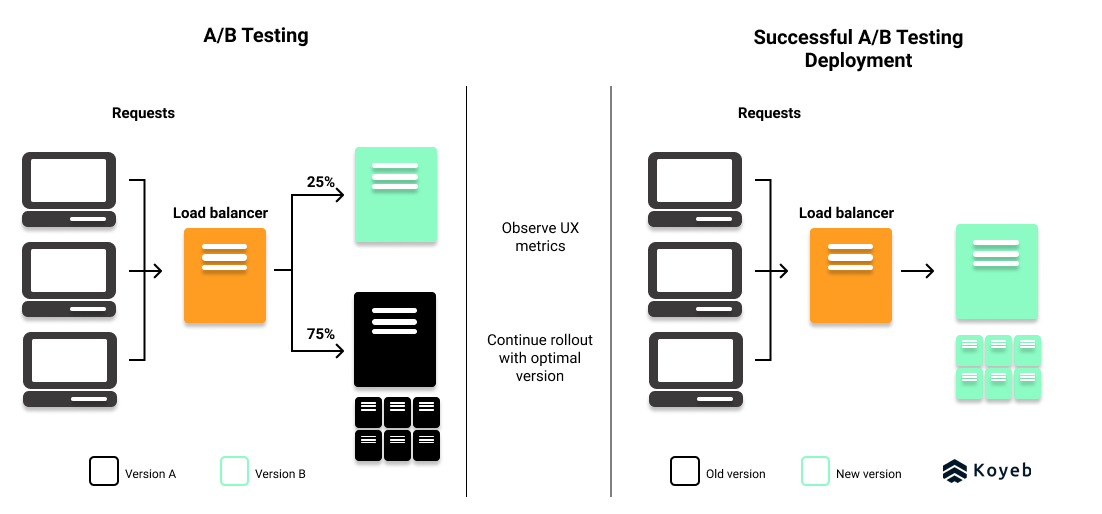 A/B Testing
Requests
25%
Load balancer
75%
Version A
Version B
Observe UX
metrics
Continue rollout
with optimal
version
Successful A/B Testing
Deployment
Requests
Load balancer
Old version
New version
Koyeb